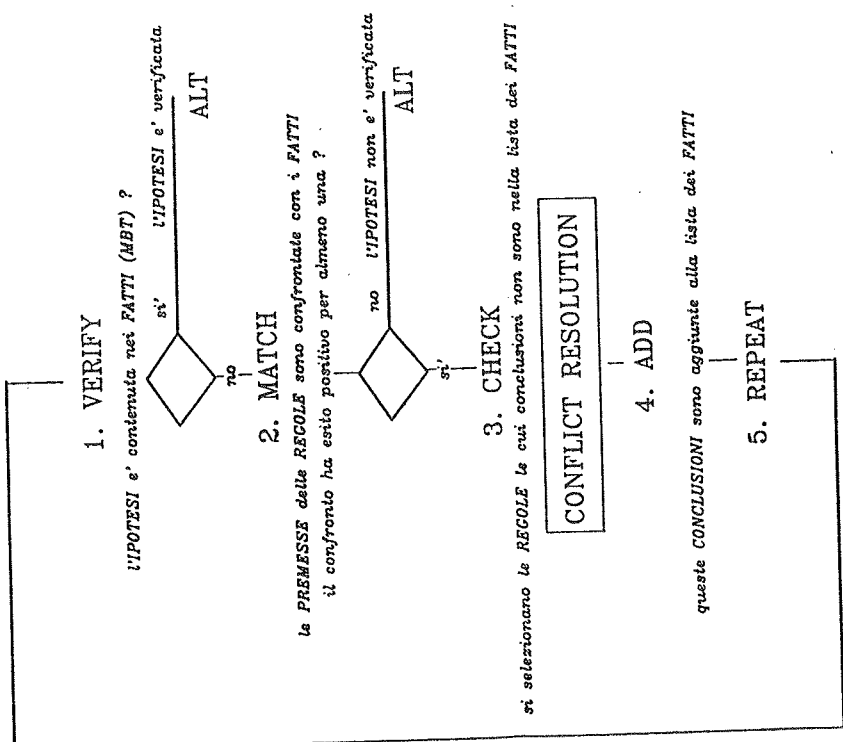 1. VERIFY
l'IPOTESI e' contenuta nei FATTI (MBT) ?
si' l'IPOTESI e' verificata
ALT
no
2. MATCH
le PREMESSE delle REGOLE sono confrontate con i FATTI
il confronto ha esito positivo per almeno una ?
no l'IPOTESI non e' verificata
ALT
si'
3. CHECK
si selezionano le REGOLE le cui conclusioni non sono nella lista dei FATTI
CONFLICT RESOLUTION
4. ADD
queste CONCLUSIONI sono aggiunte alla lista dei FATTI
5. REPEAT